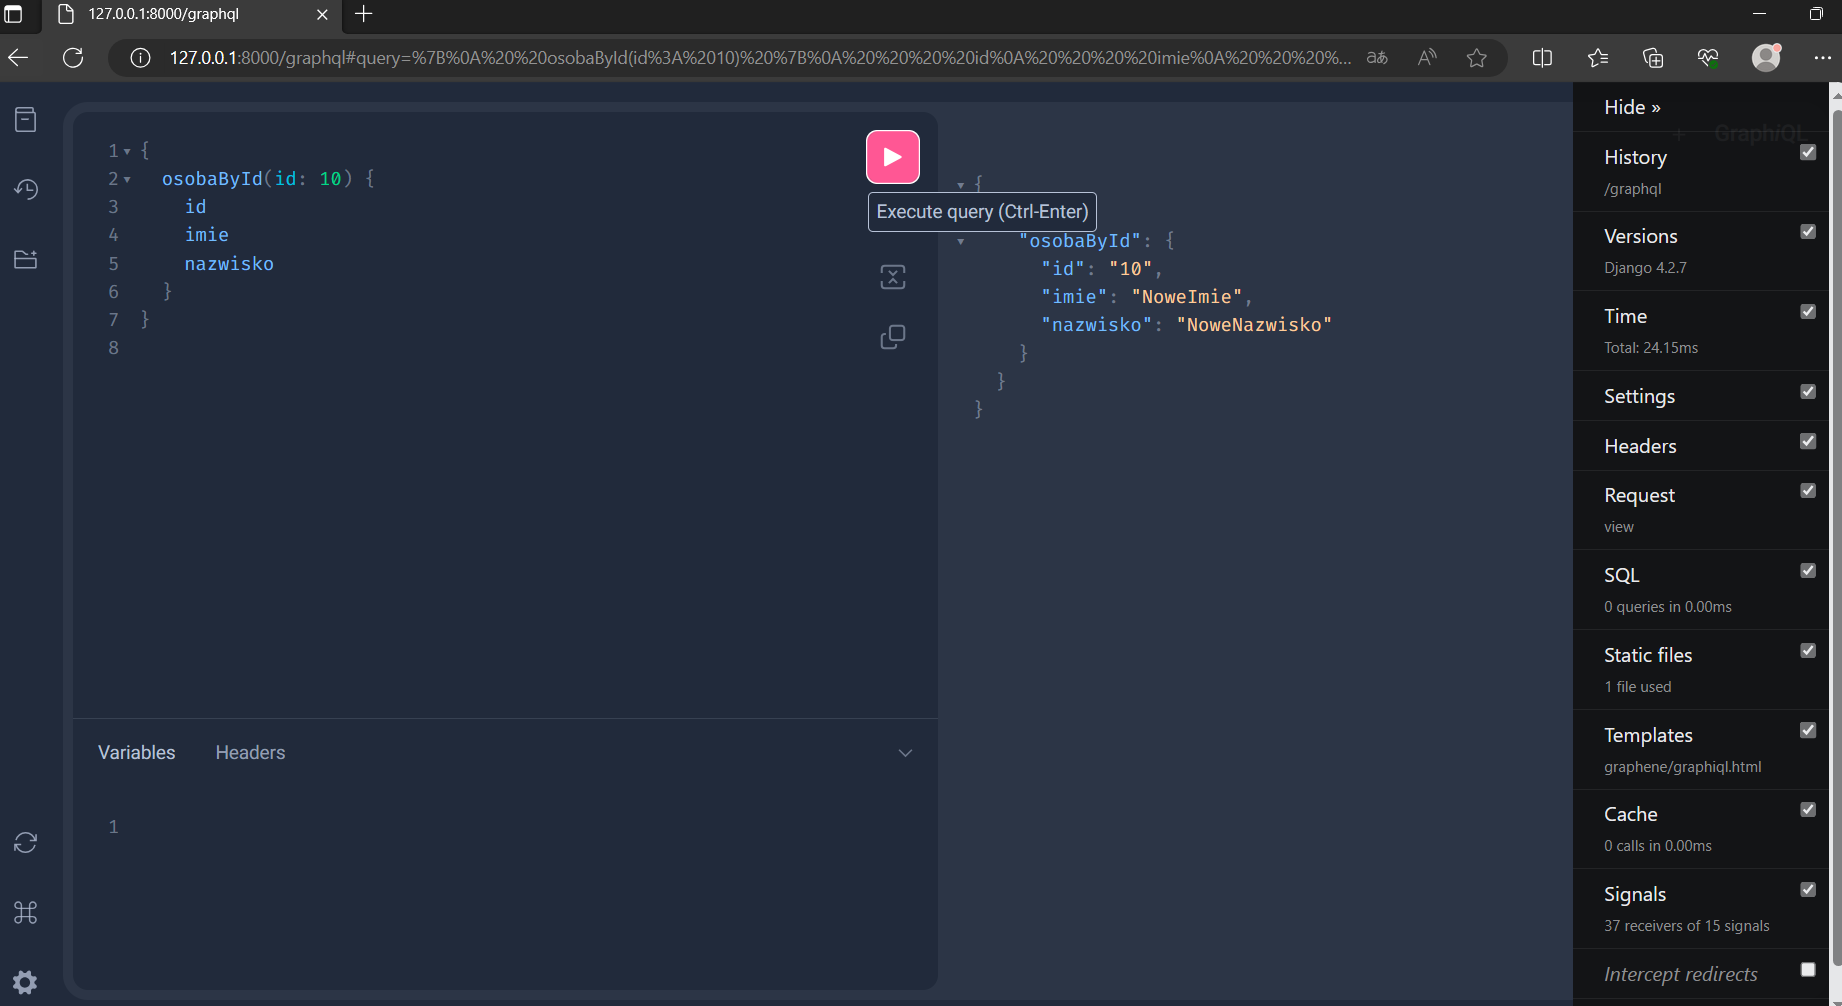 127.0.0.1:8000/graphql
127.0.0.1:8000/graphql#query=%7B%0A%20%20osobaById(id%3A%2010)%20%7B%0A%20%20%20%20id%0A%20%20%20%20imie%0A%20%20%20%20%...
aあ
A
1 {
2 osobaById(id: 10) {
3 id
4 imie
5 nazwisko
6 }
7 }
8
Execute query (Ctrl-Enter)
{
"osobaById": {
"id": "10",
"imie": "NoweImie",
"nazwisko": "NoweNazwisko"
}
}
}
Variables Headers
1
Hide »
+ GraphiQL
History
/graphql
Versions
Django 4.2.7
Time
Total: 24.15ms
Settings
Headers
Request
view
SQL
0 queries in 0.00ms
Static files
1 file used
Templates
graphene/graphiql.html
Cache
0 calls in 0.00ms
Signals
37 receivers of 15 signals
Intercept redirects